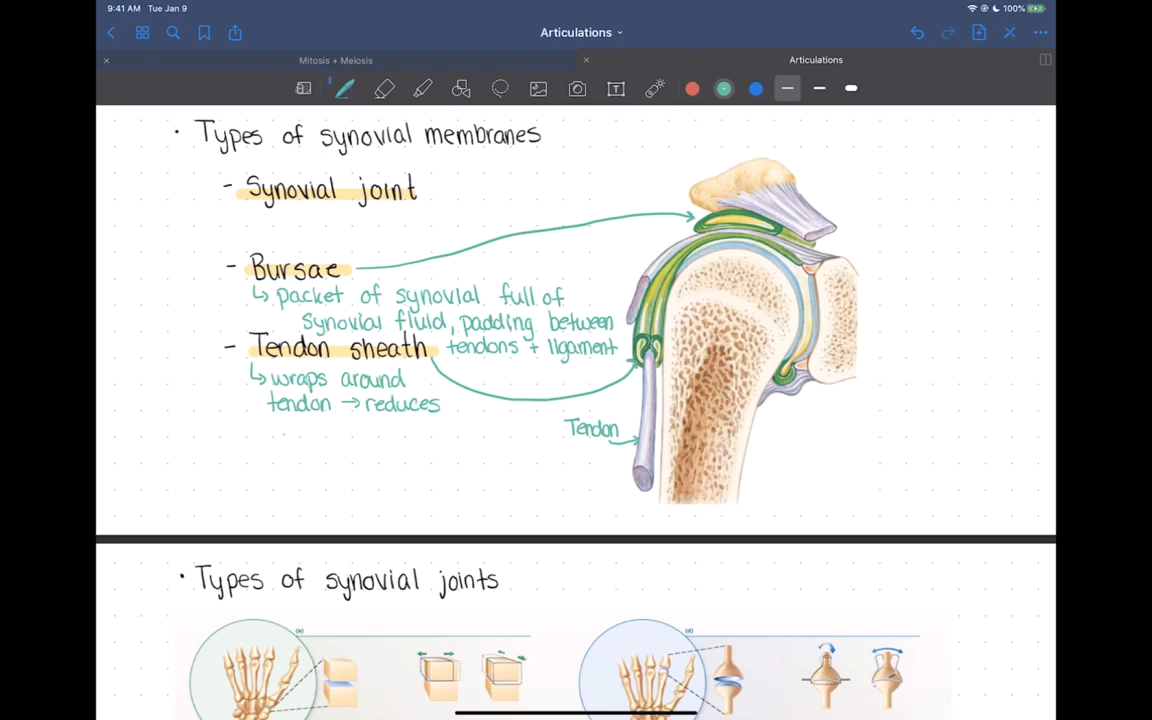 9:41 AM Tue Jan 9
100%
Articulations
Mitosis + Meiosis
Articulations
T
• Types of synovial membranes
- Synovial joint
- Bursae
↳ packet of synovial full of
synovial fluid, padding between
tendons + ligament
- Tendon sheath
↳ wraps around
tendon → reduces
Tendon
• Types of synovial joints
(e)
(d)